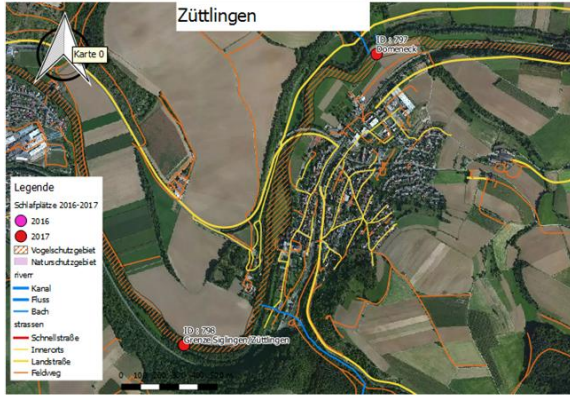 Züttlingen
Karte 0
ID : 797
Domeneck
Legende
Schlafplätze 2016-2017
2016
2017
Vogelschutzgebiet
Naturschutzgebiet
riverr
Kanal
Fluss
Bach
strassen
Schnellstraße
Innerorts
Landstraße
Feldweg
ID : 798
Grenze Siglingen/Züttlingen